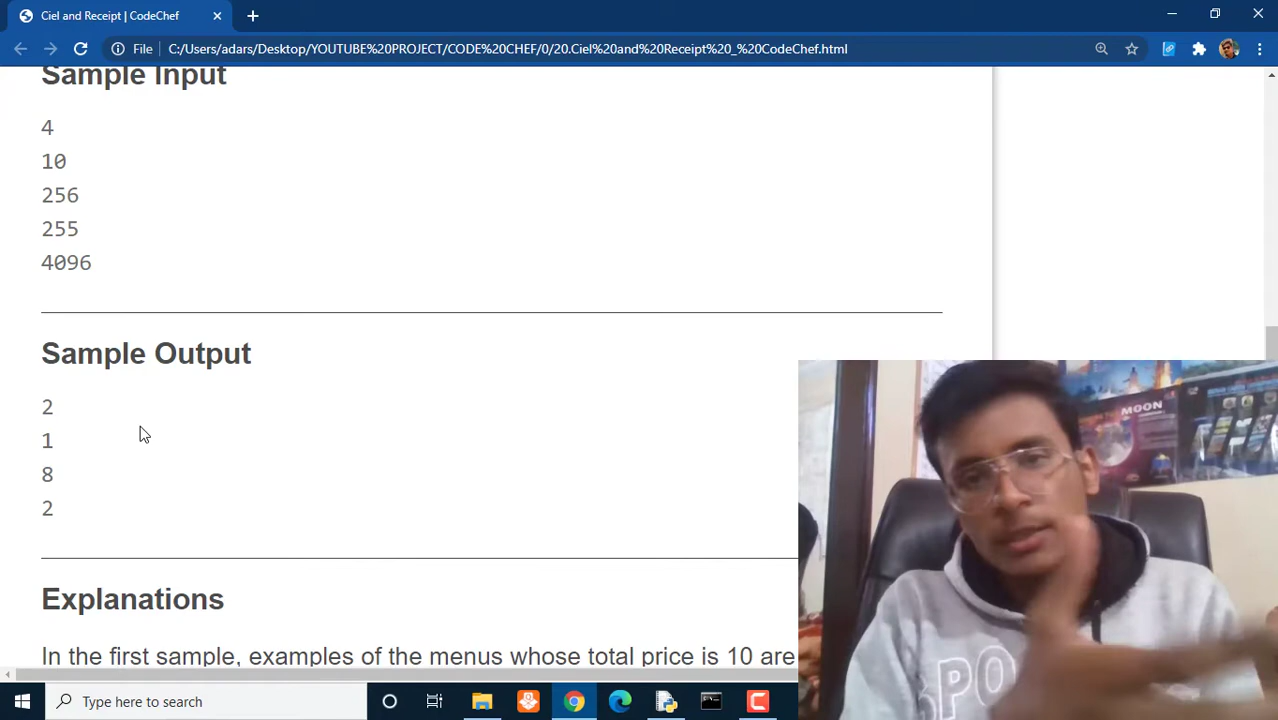 Ciel and Receipt | CodeChef
File
C:/Users/adars/Desktop/YOUTUBE%20PROJECT/CODE%20CHEF/0/20.Ciel%20and%20Receipt%20_%20CodeChef.html
Sample Input
4
10
256
255
4096
Sample Output
2
1
8
2
Explanations
In the first sample, examples of the menus whose total price is 10 are
MOON
Type here to search